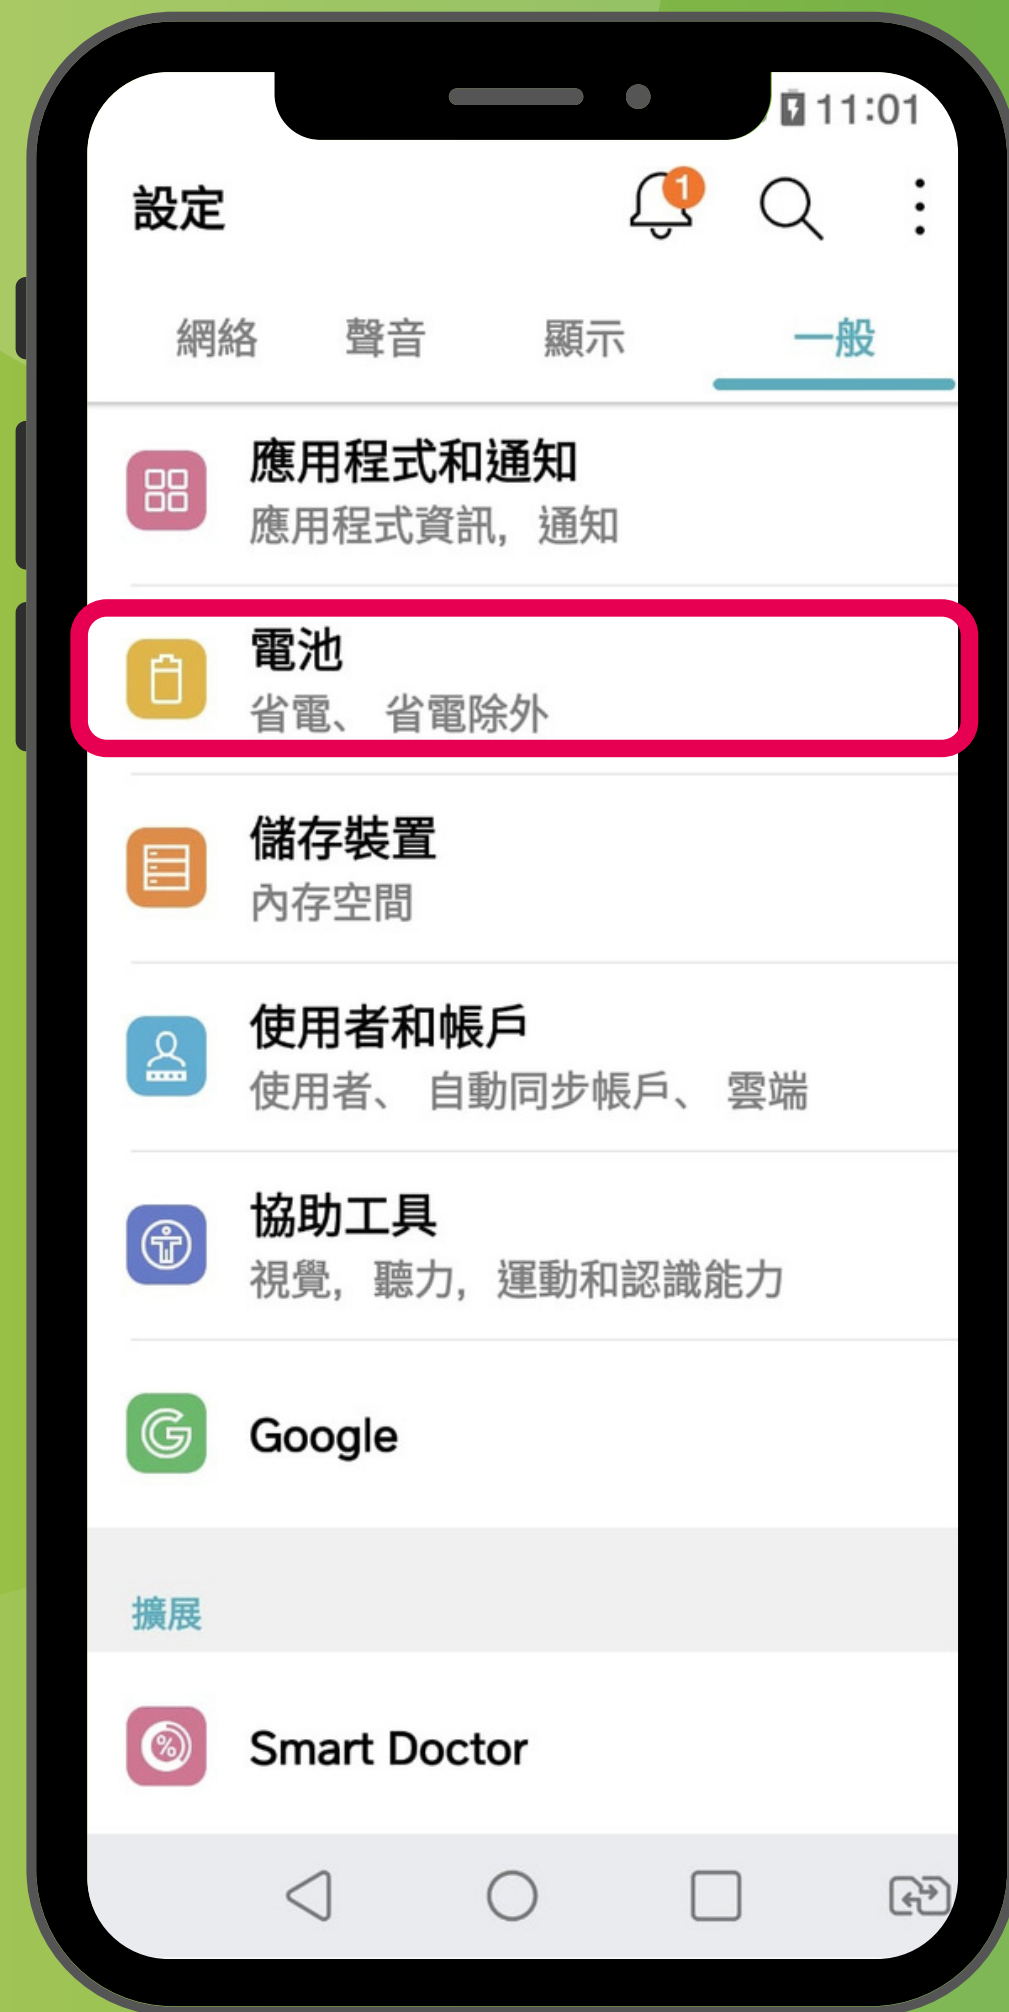 11:01
設定
1
網絡 聲音 顯示 一般
應用程式和通知
應用程式資訊, 通知
電池
省電、 省電除外
儲存裝置
內存空間
使用者和帳戶
使用者、 自動同步帳戶、 雲端
協助工具
視覺, 聽力, 運動和認識能力
Google
擴展
Smart Doctor